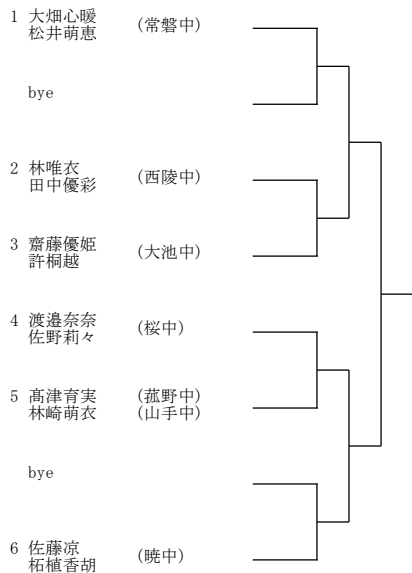 1 大畑心暖 (常磐中)
松井萌恵
bye
2 林唯衣 (西陵中)
田中優彩
3 齋藤優姫 (大池中)
許桐越
4 渡邉奈奈 (桜中)
佐野莉々
5 髙津育実 (菰野中)
林崎萌衣 (山手中)
bye
6 佐藤凉 (暁中)
柘植香胡